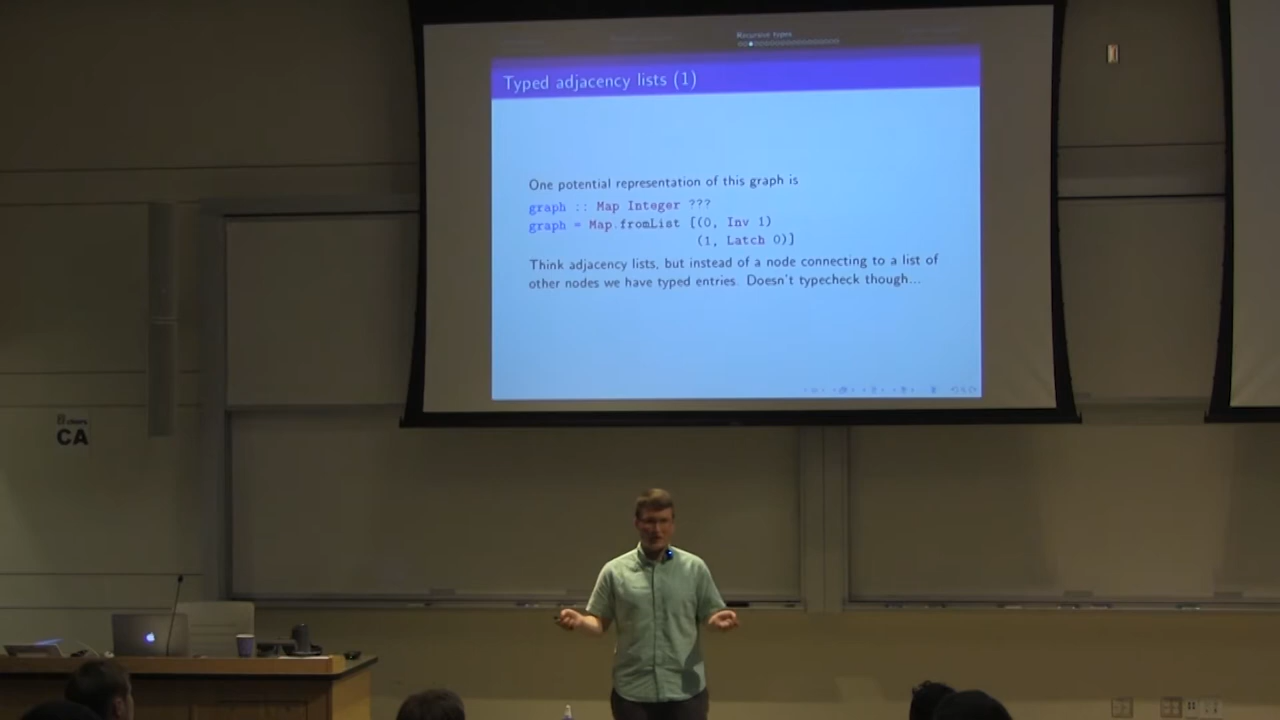 Recursive types
Typed adjacency lists (1)
One potential representation of this graph is
graph :: Map Integer ???
graph = Map.fromList [(0, Inv 1)
(1, Latch 0)]
Think adjacency lists, but instead of a node connecting to a list of
other nodes we have typed entries. Doesn't typecheck though...
CA